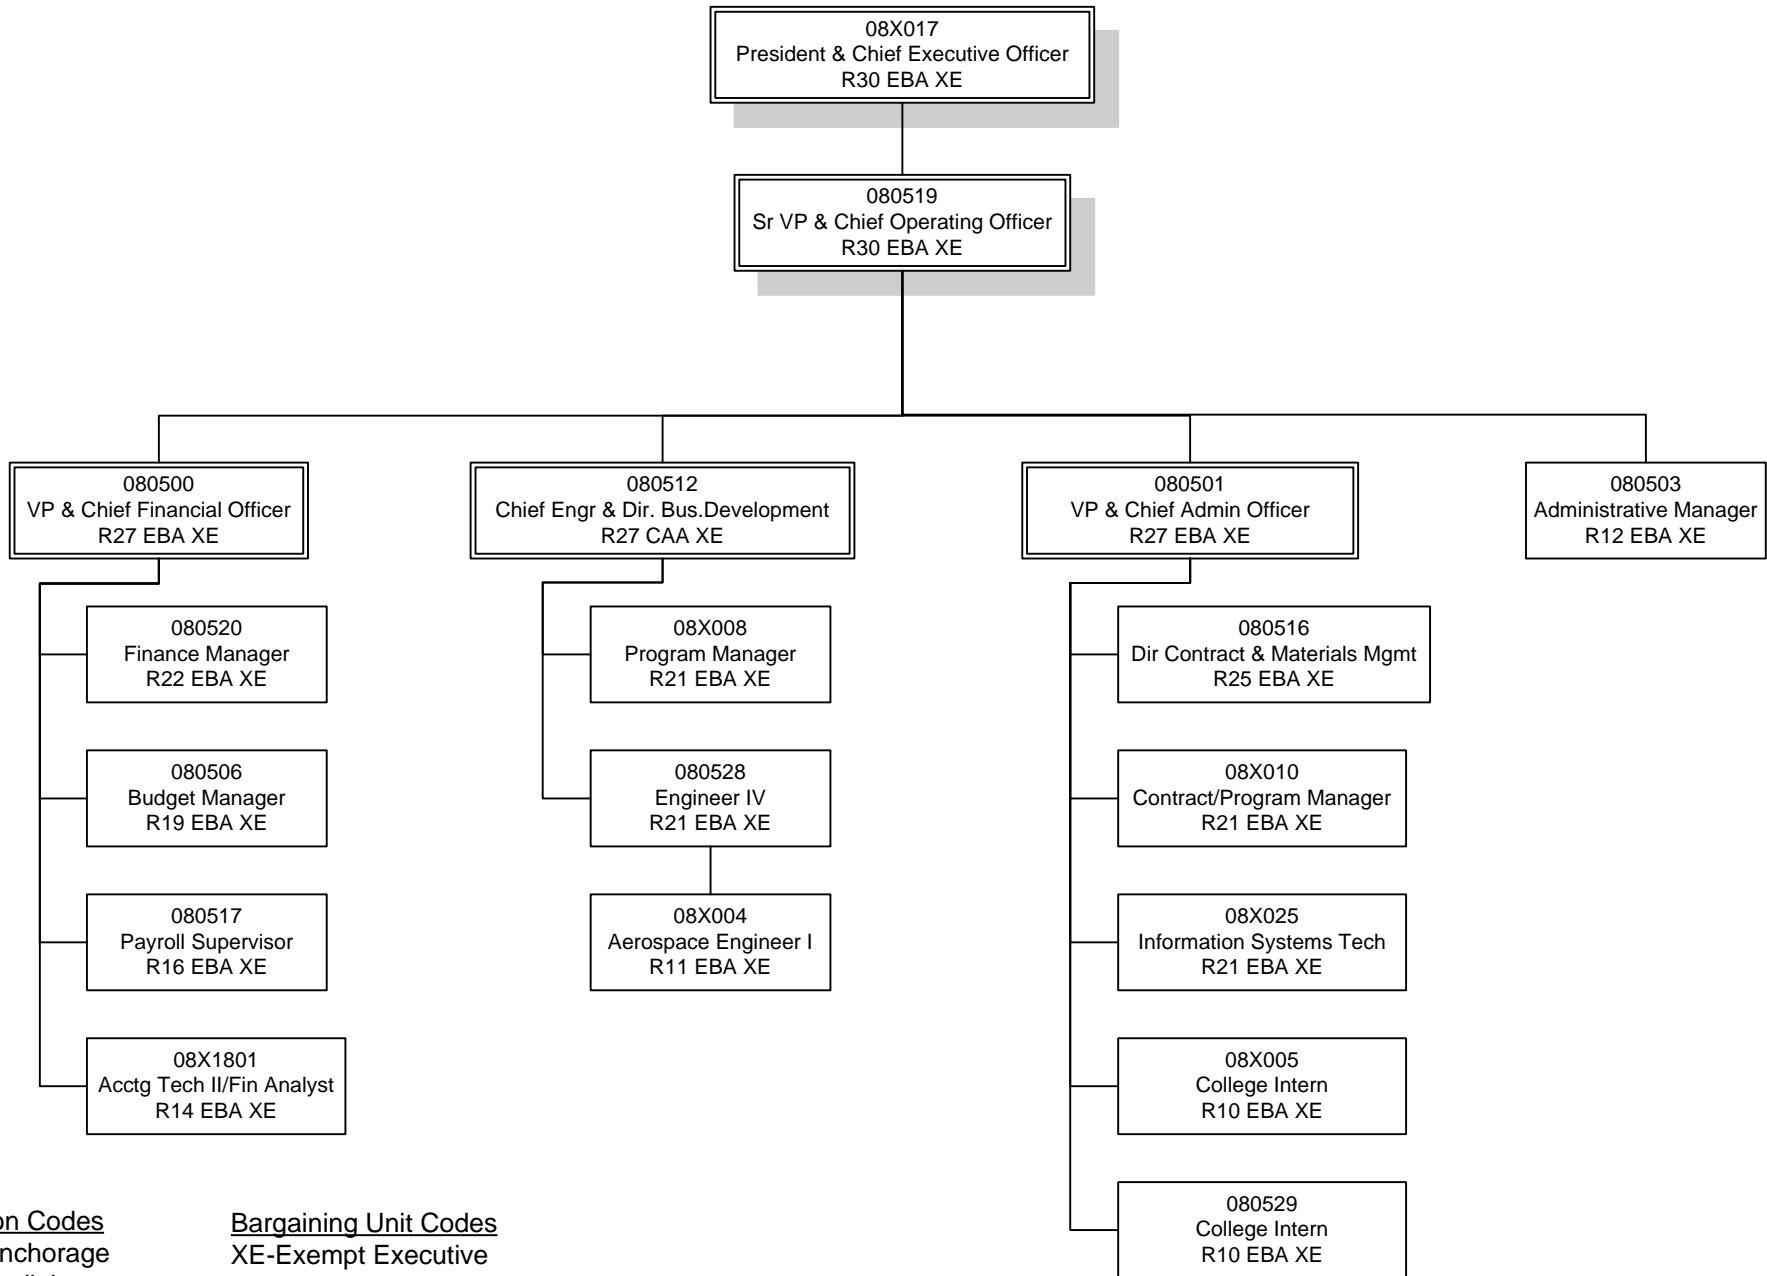 08X017
President & Chief Executive Officer
R30 EBA XE
080519
Sr VP & Chief Operating Officer
R30 EBA XE
080500
VP & Chief Financial Officer
R27 EBA XE
080512
Chief Engr & Dir. Bus.Development
R27 CAA XE
080501
VP & Chief Admin Officer
R27 EBA XE
080503
Administrative Manager
R12 EBA XE
080520
Finance Manager
R22 EBA XE
08X008
Program Manager
R21 EBA XE
080516
Dir Contract & Materials Mgmt
R25 EBA XE
080506
Budget Manager
R19 EBA XE
080528
Engineer IV
R21 EBA XE
08X010
Contract/Program Manager
R21 EBA XE
080517
Payroll Supervisor
R16 EBA XE
08X004
Aerospace Engineer I
R11 EBA XE
08X025
Information Systems Tech
R21 EBA XE
08X1801
Acctg Tech II/Fin Analyst
R14 EBA XE
08X005
College Intern
R10 EBA XE
080529
College Intern
R10 EBA XE
on Codes
nchorage
Bargaining Unit Codes
XE-Exempt Executive